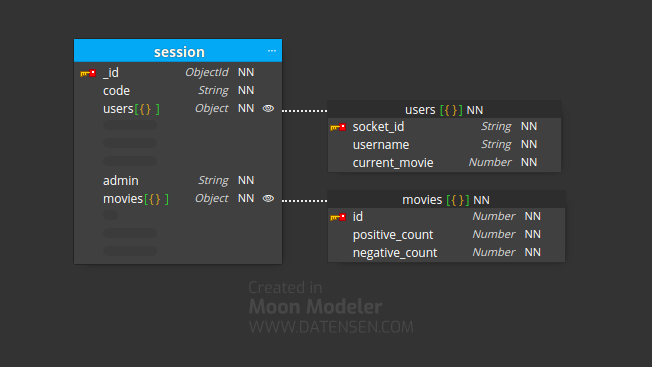 session ...
_id ObjectId NN
code String NN
users[{}] Object NN
users [{}] NN
socket_id String NN
username String NN
current_movie Number NN
admin String NN
movies[{}] Object NN
movies [{}] NN
id Number NN
positive_count Number NN
negative_count Number NN
Created in
Moon Modeler
WWW.DATENSEN.COM